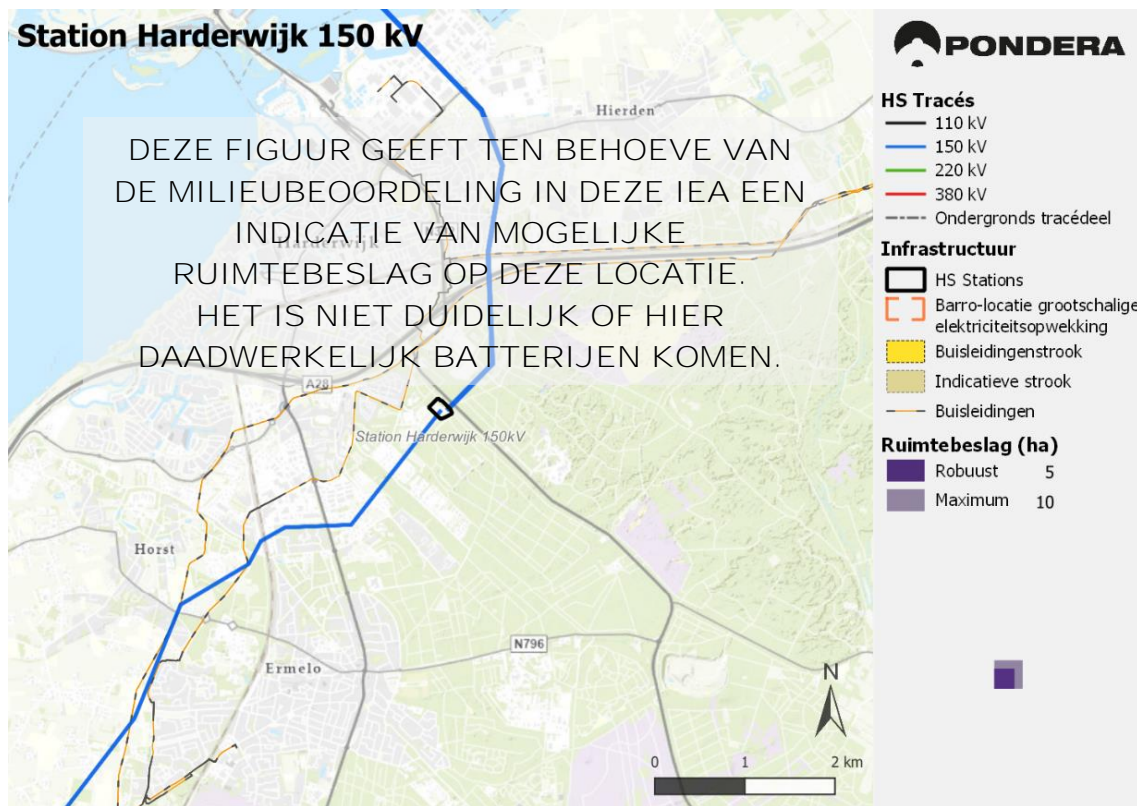 Station Harderwijk 150 kV
Hierden
DEZE FIGUUR GEEFT TEN BEHOEVE VAN
DE MILIEUBEOORDELING IN DEZE IEA EEN
INDICATIE VAN MOGELIJKE
Harderwijk
RUIMTEBESLAG OP DEZE LOCATIE.
HET IS NIET DUIDELIJK OF HIER
DAADWERKELIJK BATTERIJEN KOMEN.
A28
Station Harderwijk 150kV
Horst
N796
Ermelo
N
0 1 2 km
PONDERA
HS Tracés
110 kV
150 kV
220 kV
380 kV
Ondergronds tracédeel
Infrastructuur
HS Stations
Barro-locatie grootschalige
elektriciteitsopwekking
Buisleidingenstrook
Indicatieve strook
Buisleidingen
Ruimtebeslag (ha)
Robuust 5
Maximum 10